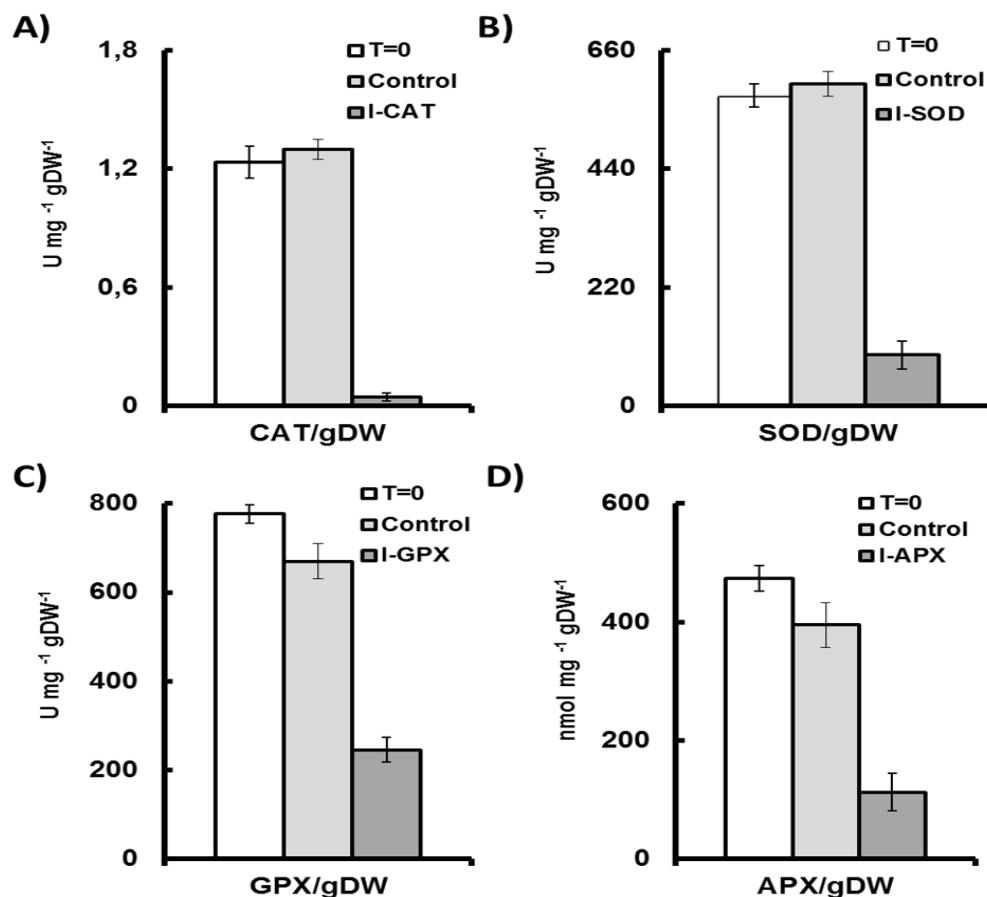 A)
1,8
1,2
0,6
0
U mg ⁻¹ gDW⁻¹
T=0
Control
I-CAT
CAT/gDW
B)
660
440
220
0
U mg ⁻¹ gDW⁻¹
T=0
Control
I-SOD
SOD/gDW
C)
800
600
400
200
0
U mg ⁻¹ gDW⁻¹
T=0
Control
I-GPX
GPX/gDW
D)
600
400
200
0
nmol mg ⁻¹ gDW⁻¹
T=0
Control
I-APX
APX/gDW